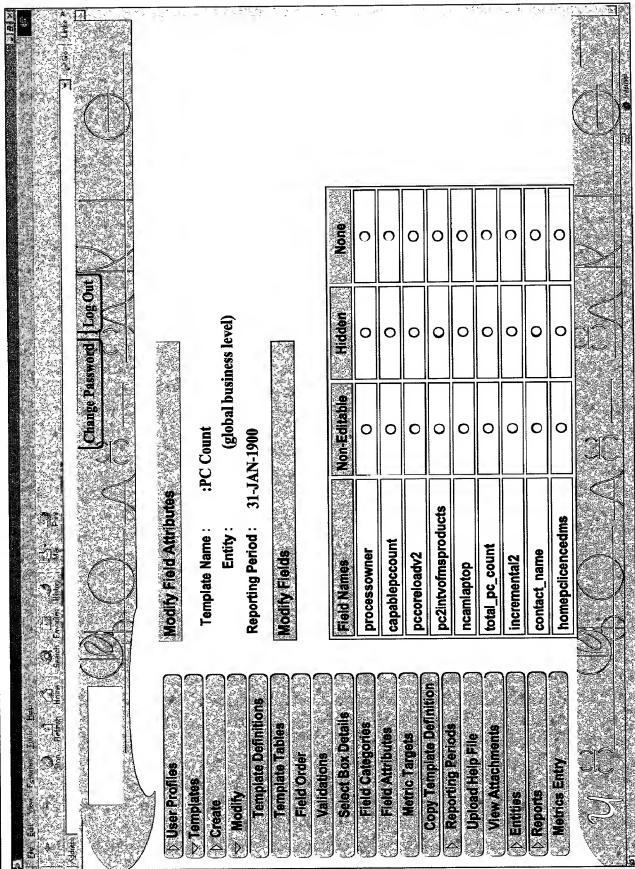 Change Password Log Out
User Profiles
Templates
Create
Modify
Template Definitions
Template Tables
Field Order
Validations
Select Box Details
Field Categories
Field Attributes
Metric Targets
Copy Template Definition
Reporting Periods
Upload Help File
View Attachments
Entities
Reports
Metrics Entry
Modify Field Attributes
Template Name : :PC Count
Entity : (global business level)
Reporting Period : 31-JAN-1900
Modify Fields
Field Names Non-Editable Hidden None
processowner
capablepccount
pccoreloadv2
pc2intvofmsproducts
ncamlaptop
total_pc_count
incremental2
contact_name
homepclicencedms